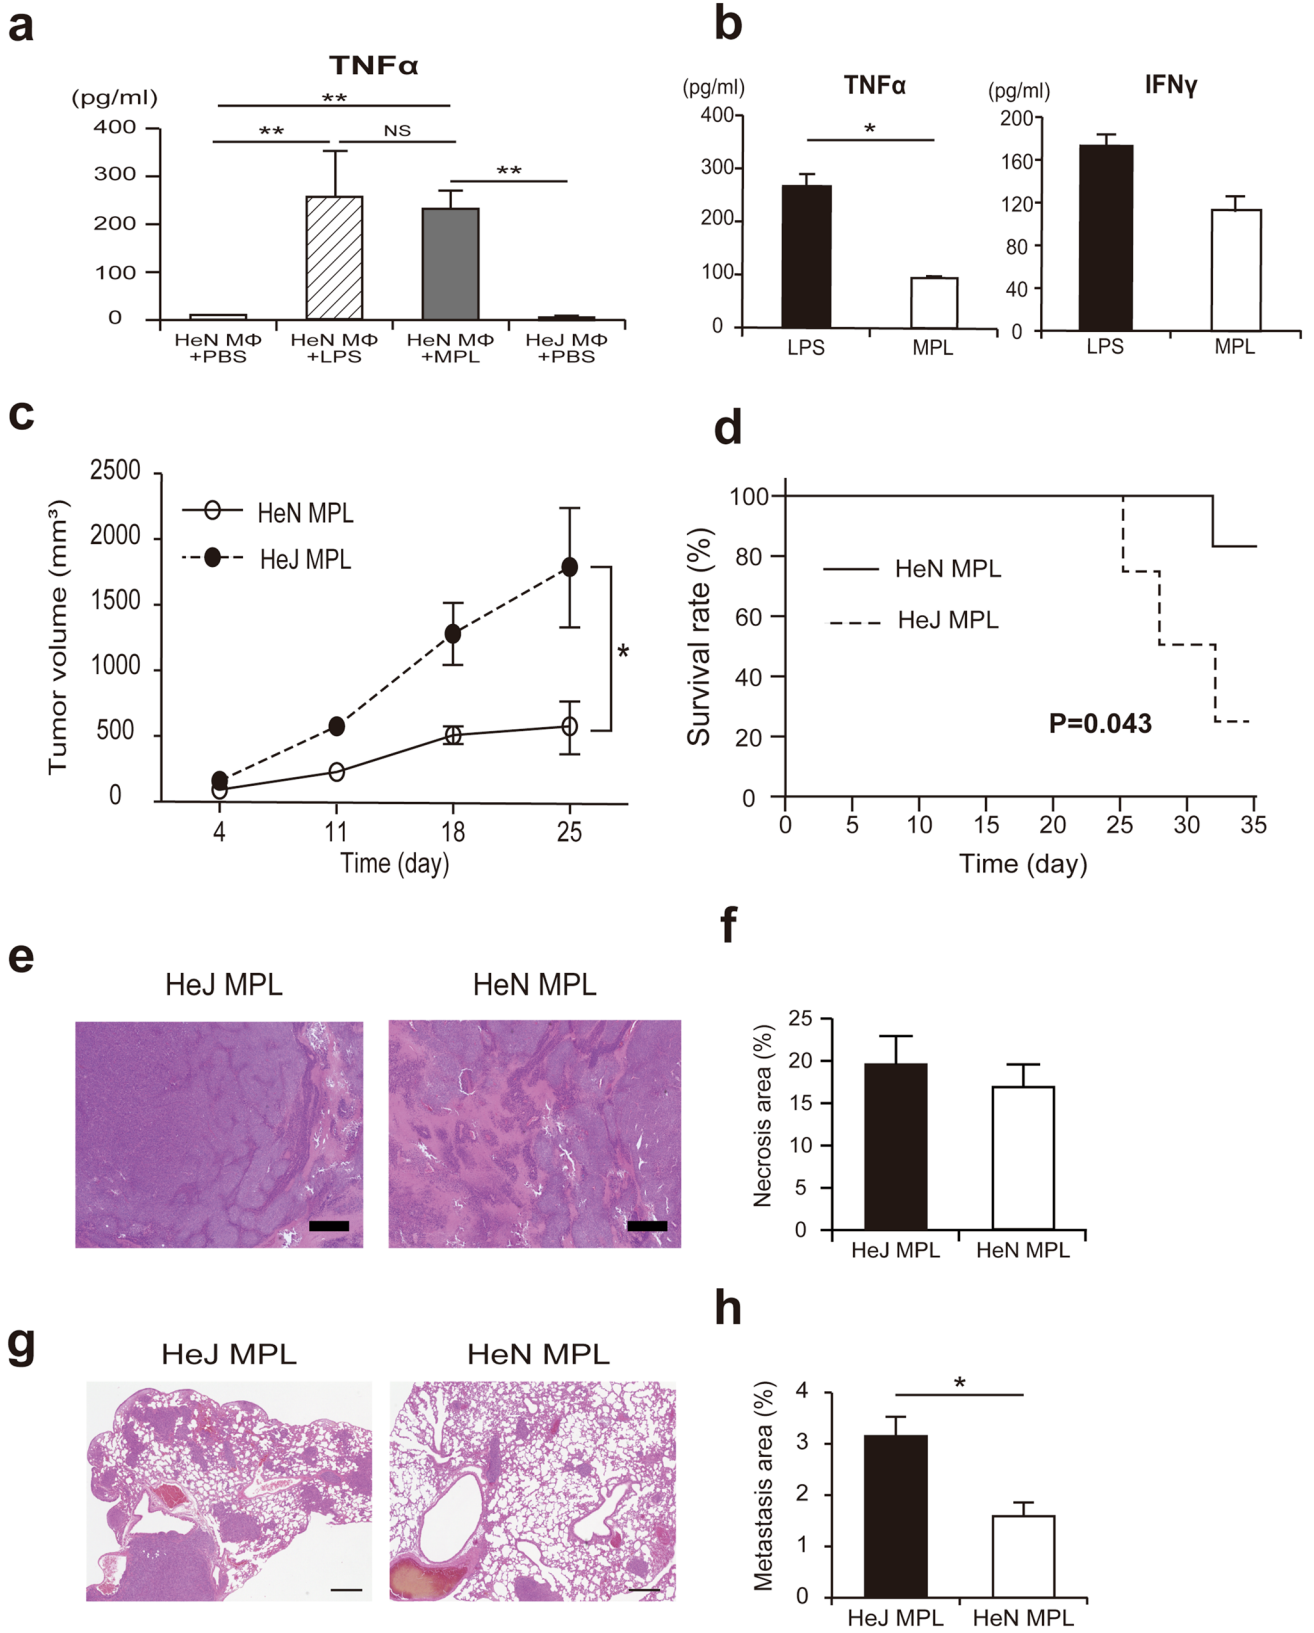 a
TNFα
(pg/ml)
**
**
NS
**
400
300
200
100
0
HeN MΦ
+PBS
HeN MΦ
+LPS
HeN MΦ
+MPL
HeJ MΦ
+PBS
b
(pg/ml)
TNFα
*
400
300
200
100
0
LPS
MPL
(pg/ml)
IFNγ
200
160
120
80
40
0
LPS
MPL
c
Tumor volume (mm³)
2500
2000
1500
1000
500
0
HeN MPL
HeJ MPL
*
4
11
18
25
Time (day)
d
Survival rate (%)
100
80
60
40
20
0
HeN MPL
HeJ MPL
P=0.043
0
5
10
15
20
25
30
35
Time (day)
e
HeJ MPL
HeN MPL
f
Necrosis area (%)
25
20
15
10
5
0
HeJ MPL
HeN MPL
g
HeJ MPL
HeN MPL
h
Metastasis area (%)
*
4
3
2
1
0
HeJ MPL
HeN MPL